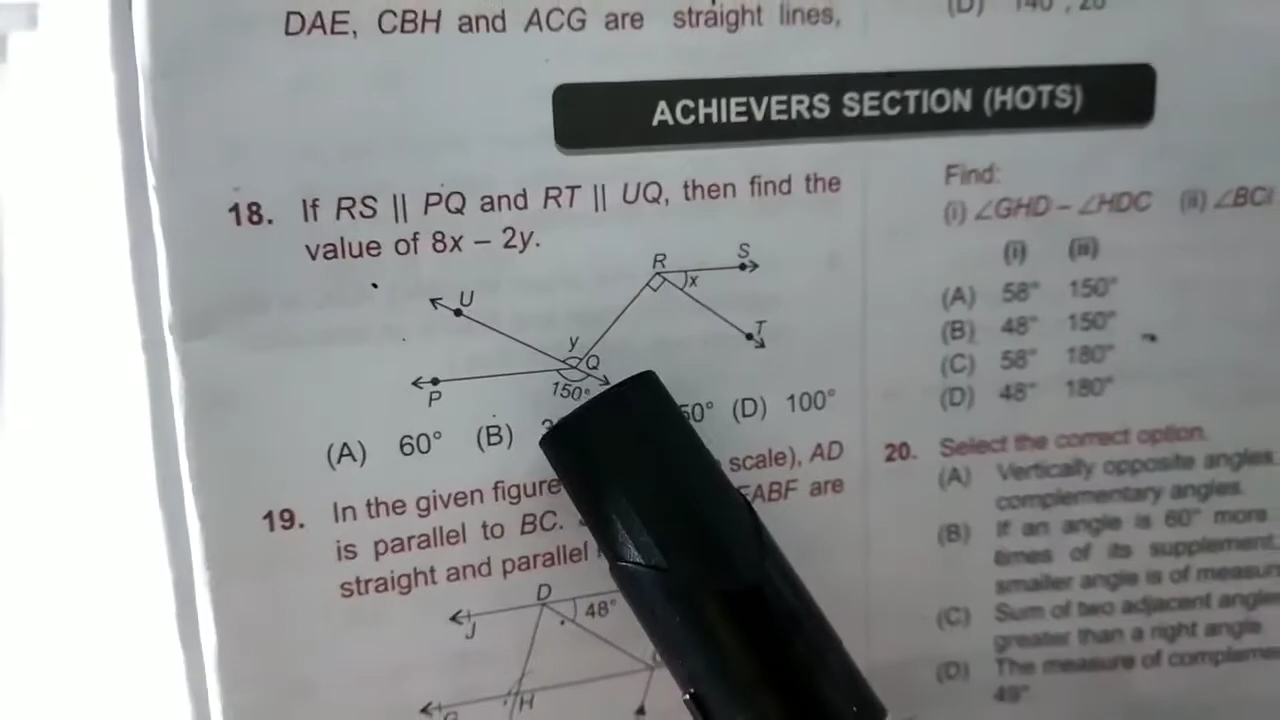 DAE, CBH and ACG are straight lines,
ACHIEVERS SECTION (HOTS)
18. If RS || PQ and RT || UQ, then find the
value of 8x – 2y.
R
S
x
U
T
y
Q
P
150°
(A) 60° (B) (D) 100°
19. In the given figure scale), AD
is parallel to BC. ABF are
straight and parallel
D
48°
J
H
Find:
(i) ∠GHD – ∠HDC (ii)
(i) (ii)
(A) 58° 150°
(B) 48° 150°
(C) 58° 180°
(D) 48° 180°
20. Select the correct option.
(A) Vertically opposite angles
complementary angles.
(B) If an angle is 60° more
times of its supplement,
smaller angle is of
(C) Sum of two adjacent
greater than a right angle
(D) The measure of
49°